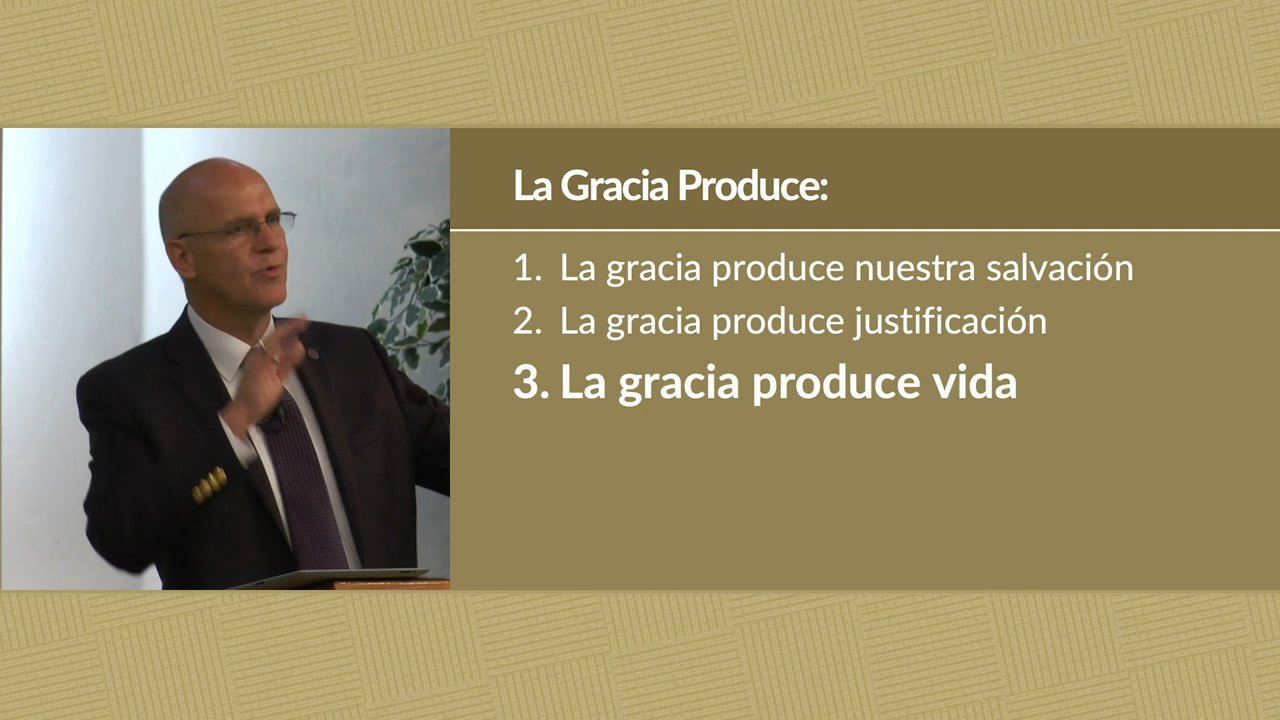 La Gracia Produce:
1. La gracia produce nuestra salvación
2. La gracia produce justificación
3. La gracia produce vida